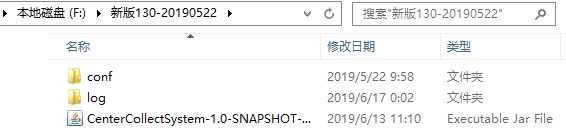 本地磁盘 (F:) 新版130-20190522 搜索"新版130-20190522"
名称 修改日期 类型
conf 2019/5/22 9:58 文件夹
log 2019/6/17 0:02 文件夹
CenterCollectSystem-1.0-SNAPSHOT-... 2019/6/13 11:10 Executable Jar File